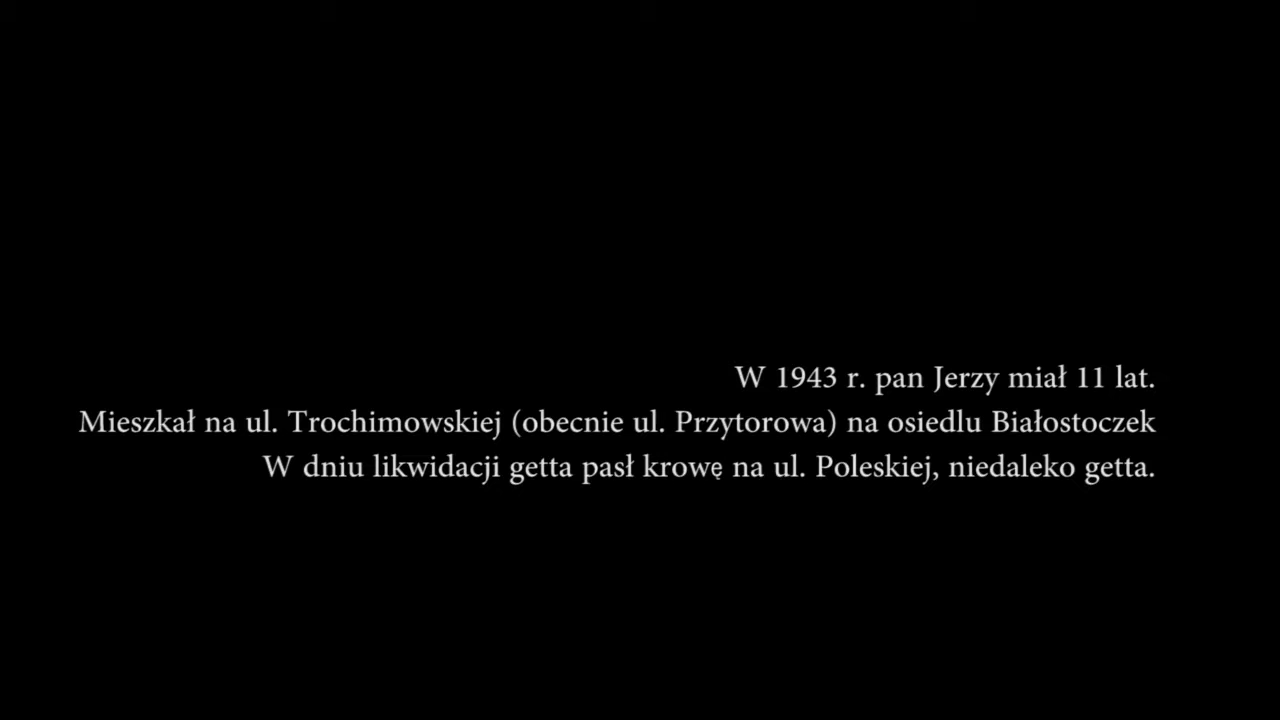 W 1943 r. pan Jerzy miał 11 lat.
Mieszkał na ul. Trochimowskiej (obecnie ul. Przytorowa) na osiedlu Białostoczek
W dniu likwidacji getta pasł krowę na ul. Poleskiej, niedaleko getta.